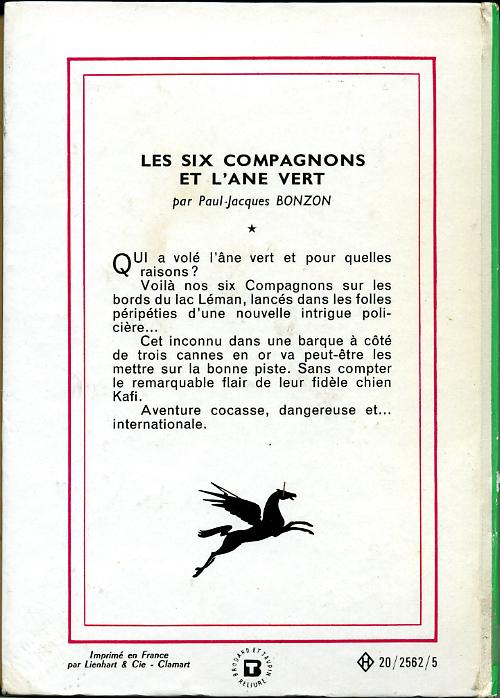 LES SIX COMPAGNONS
ET L'ANE VERT
par Paul-Jacques BONZON
QUI a volé l'âne vert et pour quelles
raisons?
Voilà nos six Compagnons sur les
bords du lac Léman, lancés dans les folles
péripéties d'une nouvelle intrigue poli-
cière...
Cet inconnu dans une barque à côté
de trois cannes en or va peut-être les
mettre sur la bonne piste. Sans compter
le remarquable flair de leur fidèle chien
Kafi.
Aventure cocasse, dangereuse et...
internationale.
Imprimé en France
par Lienhart & Cie - Clamart
BRODARD ET TAUPIN
RELIURE
H 20/2562/5